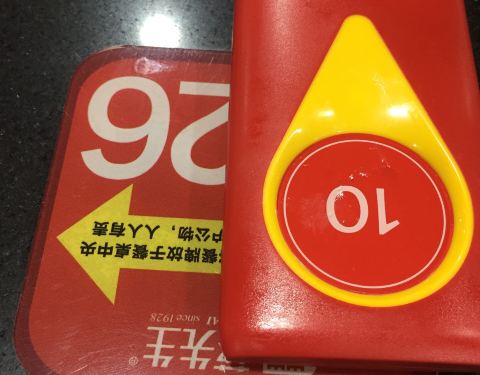 先生®
since 1928
餐牌放于餐桌中央
护公物，人人有责
26
10